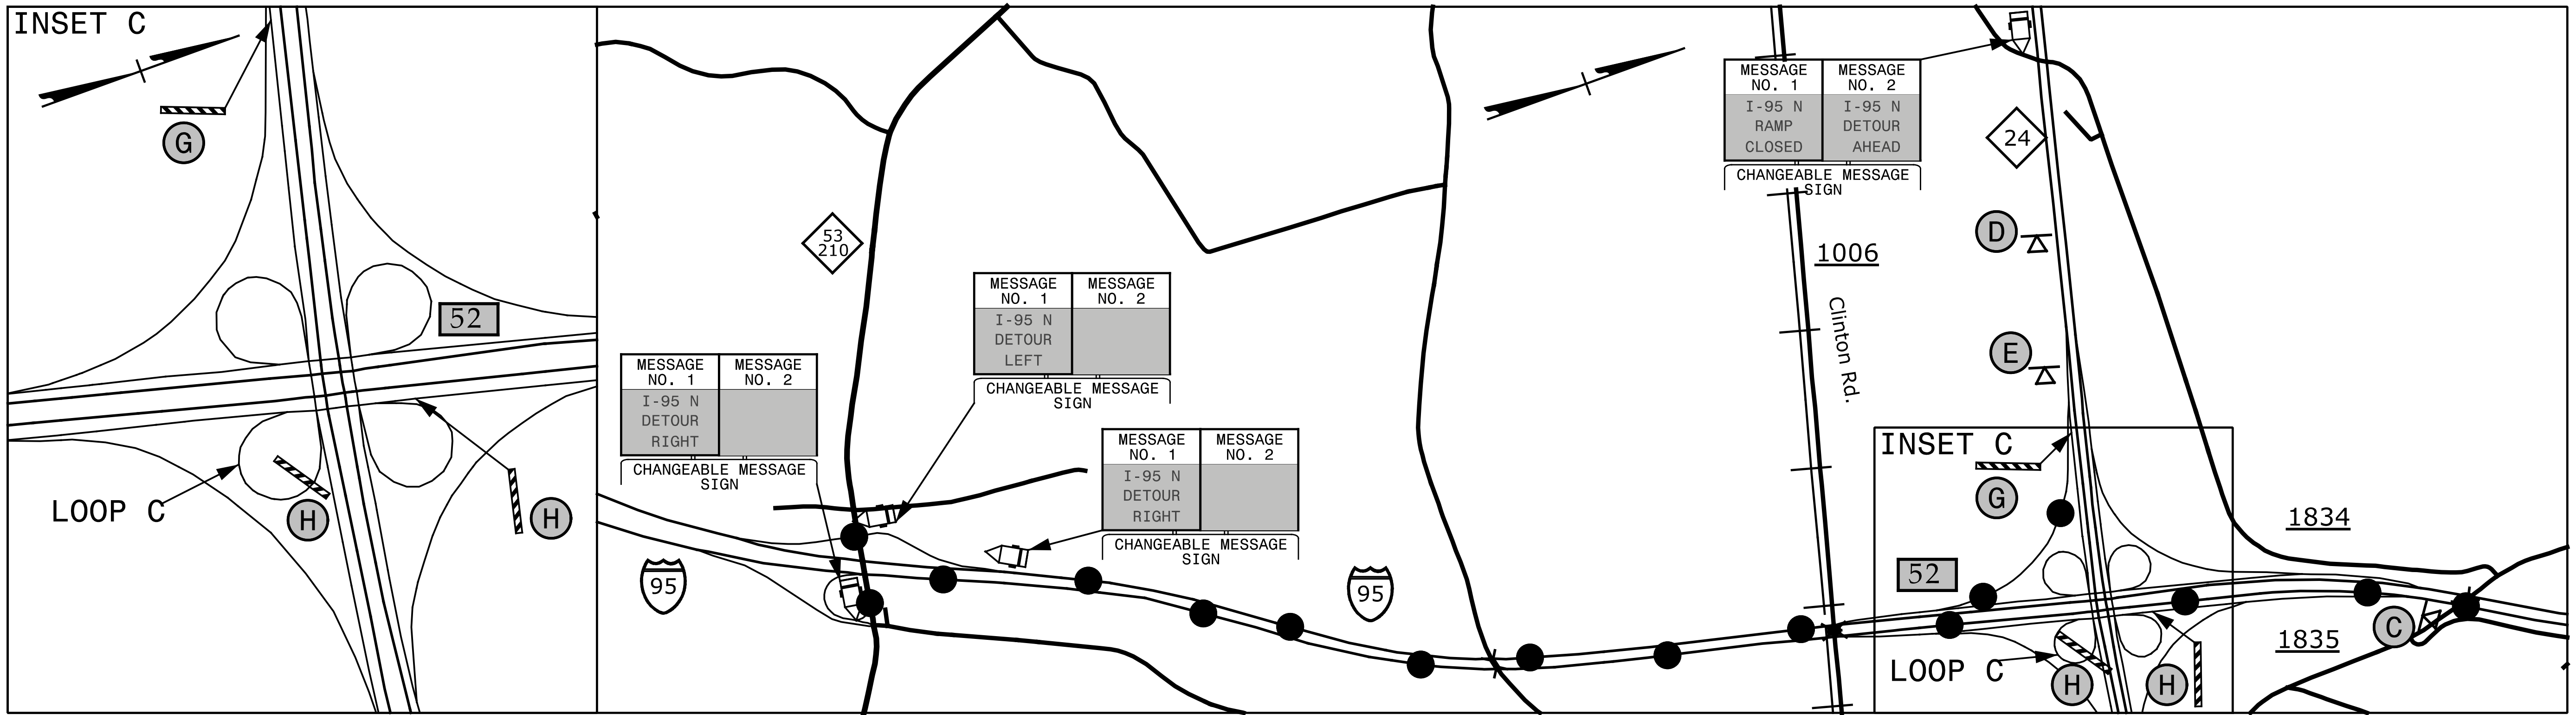 INSET C
G
52
LOOP C
H
H
53
210
MESSAGE
NO. 1
MESSAGE
NO. 2
I-95 N
DETOUR
RIGHT
CHANGEABLE MESSAGE
SIGN
MESSAGE
NO. 1
MESSAGE
NO. 2
I-95 N
DETOUR
LEFT
CHANGEABLE MESSAGE
SIGN
MESSAGE
NO. 1
MESSAGE
NO. 2
I-95 N
DETOUR
RIGHT
CHANGEABLE MESSAGE
SIGN
95
95
MESSAGE
NO. 1
MESSAGE
NO. 2
I-95 N
RAMP
CLOSED
I-95 N
DETOUR
AHEAD
CHANGEABLE MESSAGE
SIGN
1006
Clinton Rd.
24
D
E
INSET C
G
52
LOOP C
H
H
1834
1835
C